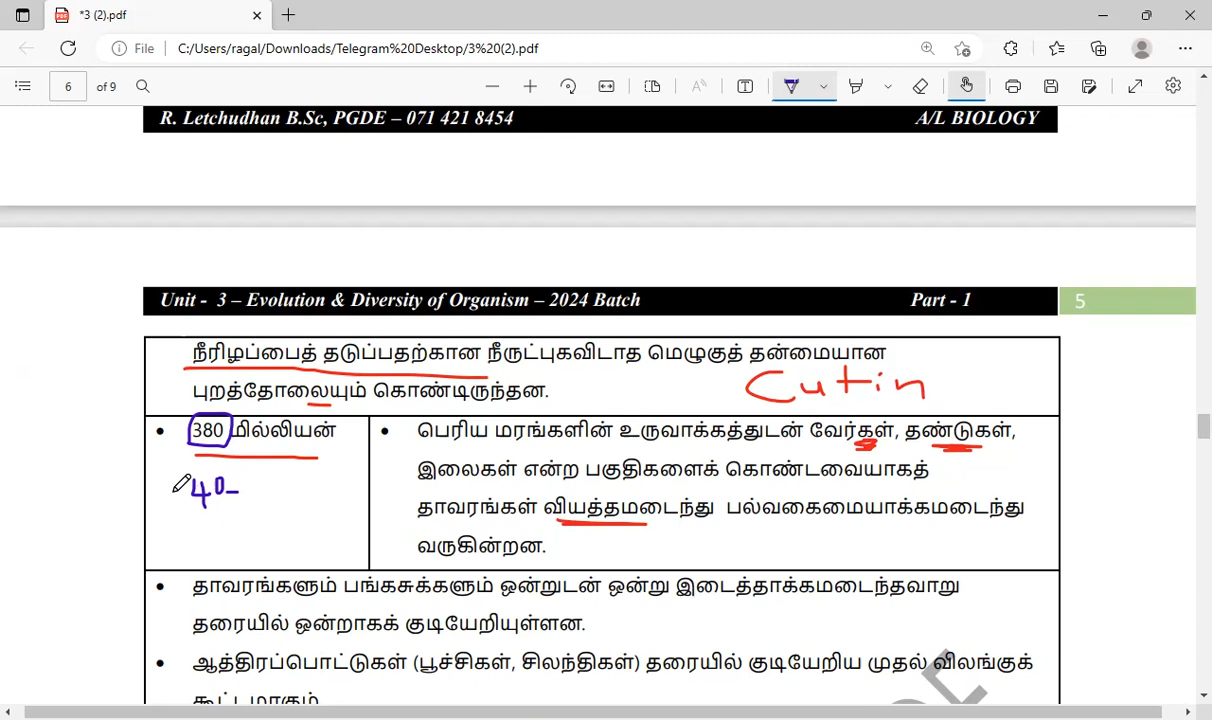 *3 (2).pdf
File C:/Users/ragal/Downloads/Telegram%20Desktop/3%20(2).pdf
6 of 9
R. Letchudhan B.Sc, PGDE – 071 421 8454 A/L BIOLOGY
Unit - 3 – Evolution & Diversity of Organism – 2024 Batch Part - 1 5
நீரிழப்பைத் தடுப்பதற்கான நீருட்புகவிடாத மெழுகுத் தன்மையான
புறத்தோலையும் கொண்டிருந்தன. Cutin
• 380 மில்லியன்
40-
• பெரிய மரங்களின் உருவாக்கத்துடன் வேர்கள், தண்டுகள்,
இலைகள் என்ற பகுதிகளைக் கொண்டவையாகத்
தாவரங்கள் வியத்தமடைந்து பல்வகைமையாக்கமடைந்து
வருகின்றன.
• தாவரங்களும் பங்கசுக்களும் ஒன்றுடன் ஒன்று இடைத்தாக்கமடைந்தவாறு
தரையில் ஒன்றாகக் குடியேறியுள்ளன.
• ஆத்திரப்பொட்டுகள் (பூச்சிகள், சிலந்திகள்) தரையில் குடியேறிய முதல் விலங்குக்
கூட்டமாகும்